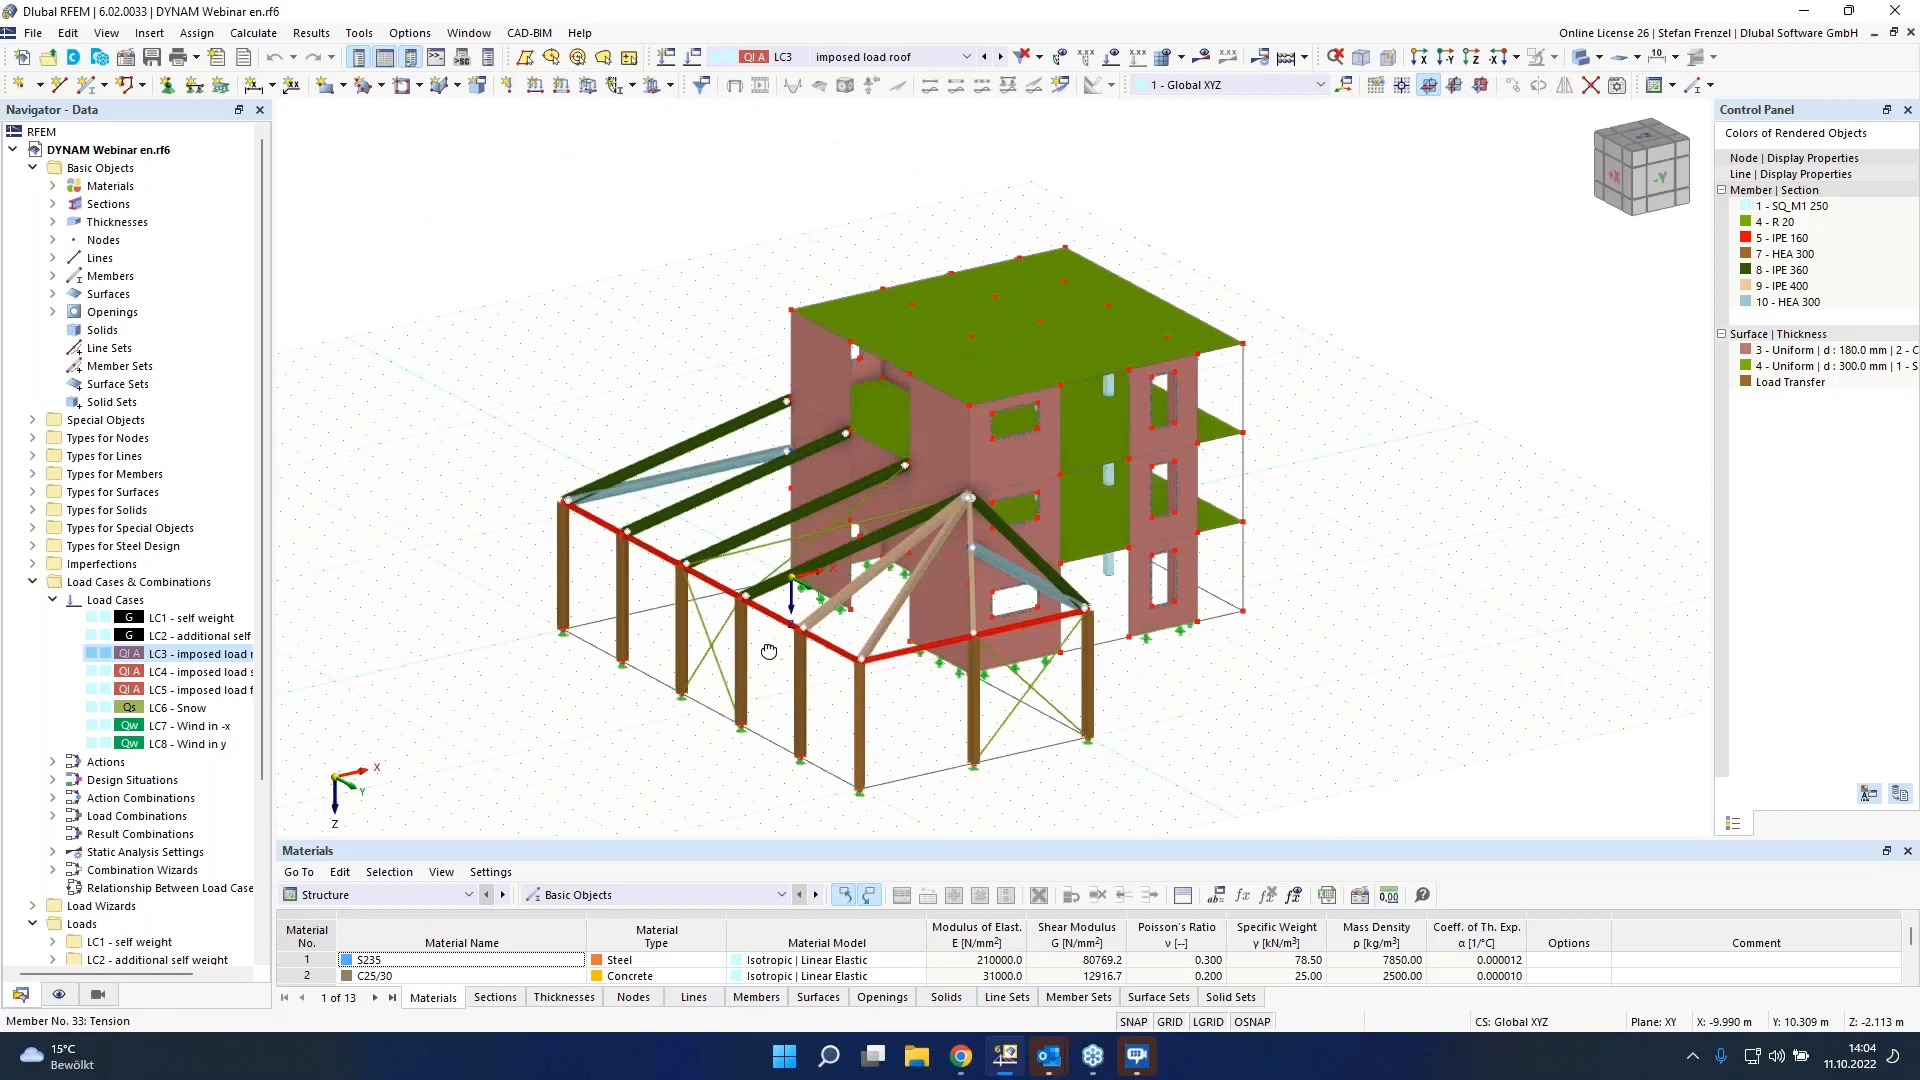 Dlubal RFEM | 6.02.0033 | DYNAM Webinar en.rf6
File Edit View Insert Assign Calculate Results Tools Options Window CAD-BIM Help
Online License 26 | Stefan Frenzel | Dlubal Software GmbH
QI A LC3 imposed load roof
1 - Global XYZ
Navigator - Data
RFEM
DYNAM Webinar en.rf6
Basic Objects
Materials
Sections
Thicknesses
Nodes
Lines
Members
Surfaces
Openings
Solids
Line Sets
Member Sets
Surface Sets
Solid Sets
Special Objects
Types for Nodes
Types for Lines
Types for Members
Types for Surfaces
Types for Solids
Types for Special Objects
Types for Steel Design
Imperfections
Load Cases & Combinations
Load Cases
G LC1 - self weight
G LC2 - additional self
QI A LC3 - imposed load r
QI A LC4 - imposed load s
QI A LC5 - imposed load f
Qs LC6 - Snow
Qw LC7 - Wind in -x
Qw LC8 - Wind in y
Actions
Design Situations
Action Combinations
Load Combinations
Result Combinations
Static Analysis Settings
Combination Wizards
Relationship Between Load Case
Load Wizards
Loads
LC1 - self weight
LC2 - additional self weight
X
Y
Z
X
Z
+X
-Y
Control Panel
Colors of Rendered Objects
Node | Display Properties
Line | Display Properties
Member | Section
1 - SQ_M1 250
4 - R 20
5 - IPE 160
7 - HEA 300
8 - IPE 360
9 - IPE 400
10 - HEA 300
Surface | Thickness
3 - Uniform | d : 180.0 mm | 2 - C
4 - Uniform | d : 300.0 mm | 1 - S
Load Transfer
Materials
Go To Edit Selection View Settings
Structure
Basic Objects
Material No. Material Name Material Type Material Model Modulus of Elast. E [N/mm²] Shear Modulus G [N/mm²] Poisson's Ratio ν [--] Specific Weight γ [kN/m³] Mass Density ρ [kg/m³] Coeff. of Th. Exp. α [1/°C] Options Comment
1 S235 Steel Isotropic | Linear Elastic 210000.0 80769.2 0.300 78.50 7850.00 0.000012
2 C25/30 Concrete Isotropic | Linear Elastic 31000.0 12916.7 0.200 25.00 2500.00 0.000010
1 of 13 Materials Sections Thicknesses Nodes Lines Members Surfaces Openings Solids Line Sets Member Sets Surface Sets Solid Sets
Member No. 33: Tension
SNAP GRID LGRID OSNAP
CS: Global XYZ Plane: XY X: -9.990 m Y: 10.309 m Z: -2.113 m
15°C
Bewölkt
14:04
11.10.2022